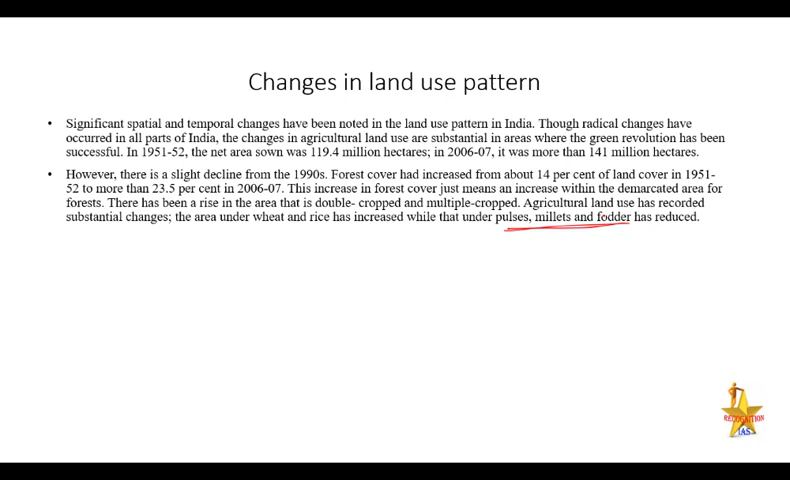 Changes in land use pattern
• Significant spatial and temporal changes have been noted in the land use pattern in India. Though radical changes have
occurred in all parts of India, the changes in agricultural land use are substantial in areas where the green revolution has been
successful. In 1951-52, the net area sown was 119.4 million hectares; in 2006-07, it was more than 141 million hectares.
• However, there is a slight decline from the 1990s. Forest cover had increased from about 14 per cent of land cover in 1951-
52 to more than 23.5 per cent in 2006-07. This increase in forest cover just means an increase within the demarcated area for
forests. There has been a rise in the area that is double- cropped and multiple-cropped. Agricultural land use has recorded
substantial changes; the area under wheat and rice has increased while that under pulses, millets and fodder has reduced.
RECOGNITION
IAS